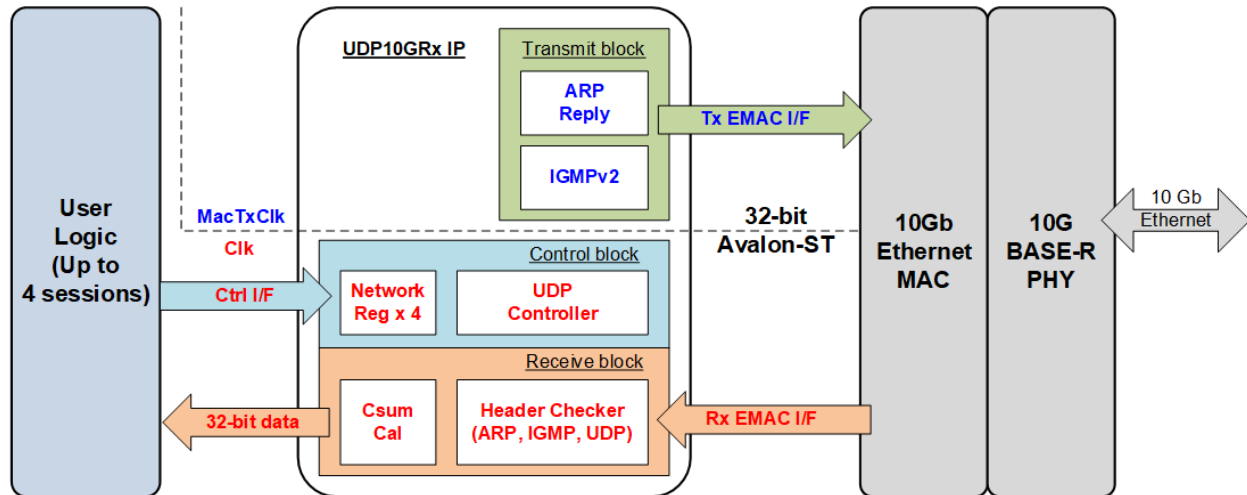 User
Logic
(Up to
4 sessions)
UDP10GRx IP
Transmit block
ARP
Reply
IGMPv2
Tx EMAC I/F
MacTxClk
Clk
32-bit
Avalon-ST
Ctrl I/F
Control block
Network
Reg x 4
UDP
Controller
Receive block
32-bit data
Csum
Cal
Header Checker
(ARP, IGMP, UDP)
Rx EMAC I/F
10Gb
Ethernet
MAC
10G
BASE-R
PHY
10 Gb
Ethernet